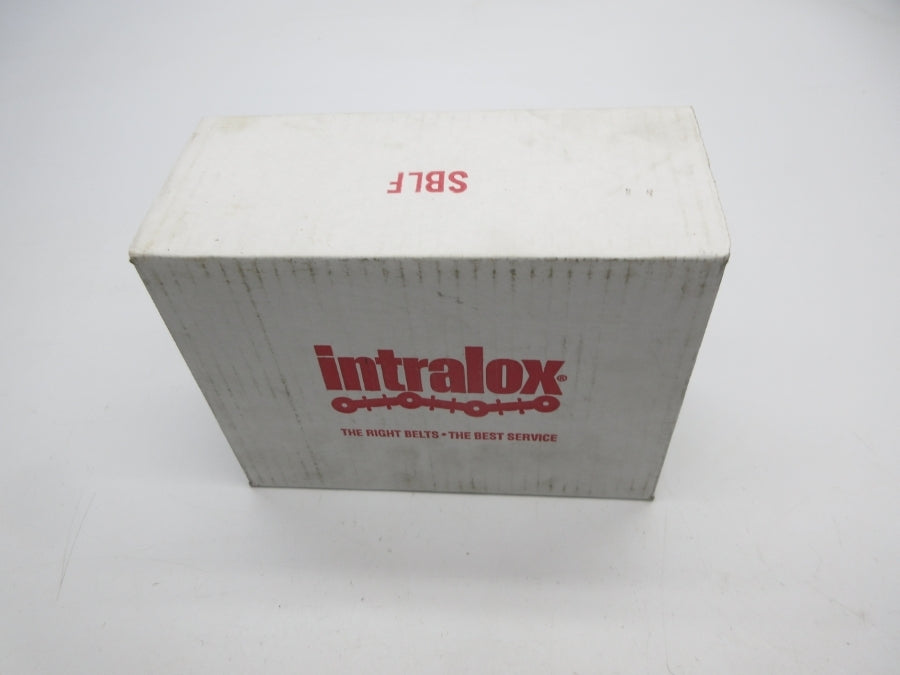 SBLF
intralox®
THE RIGHT BELTS • THE BEST SERVICE